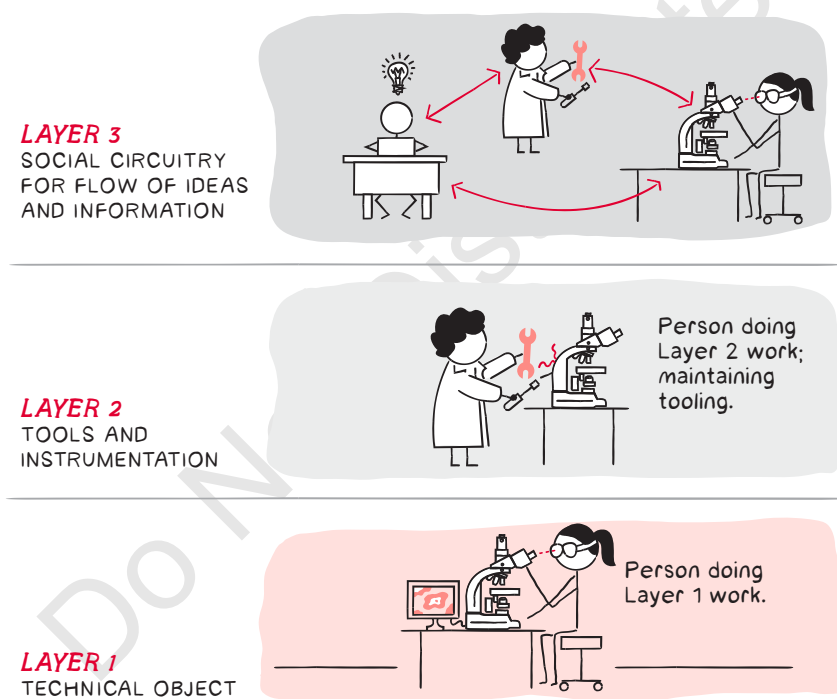 LAYER 3
SOCIAL CIRCUITRY
FOR FLOW OF IDEAS
AND INFORMATION
LAYER 2
TOOLS AND
INSTRUMENTATION
Person doing
Layer 2 work;
maintaining
tooling.
LAYER 1
TECHNICAL OBJECT
Person doing
Layer 1 work.